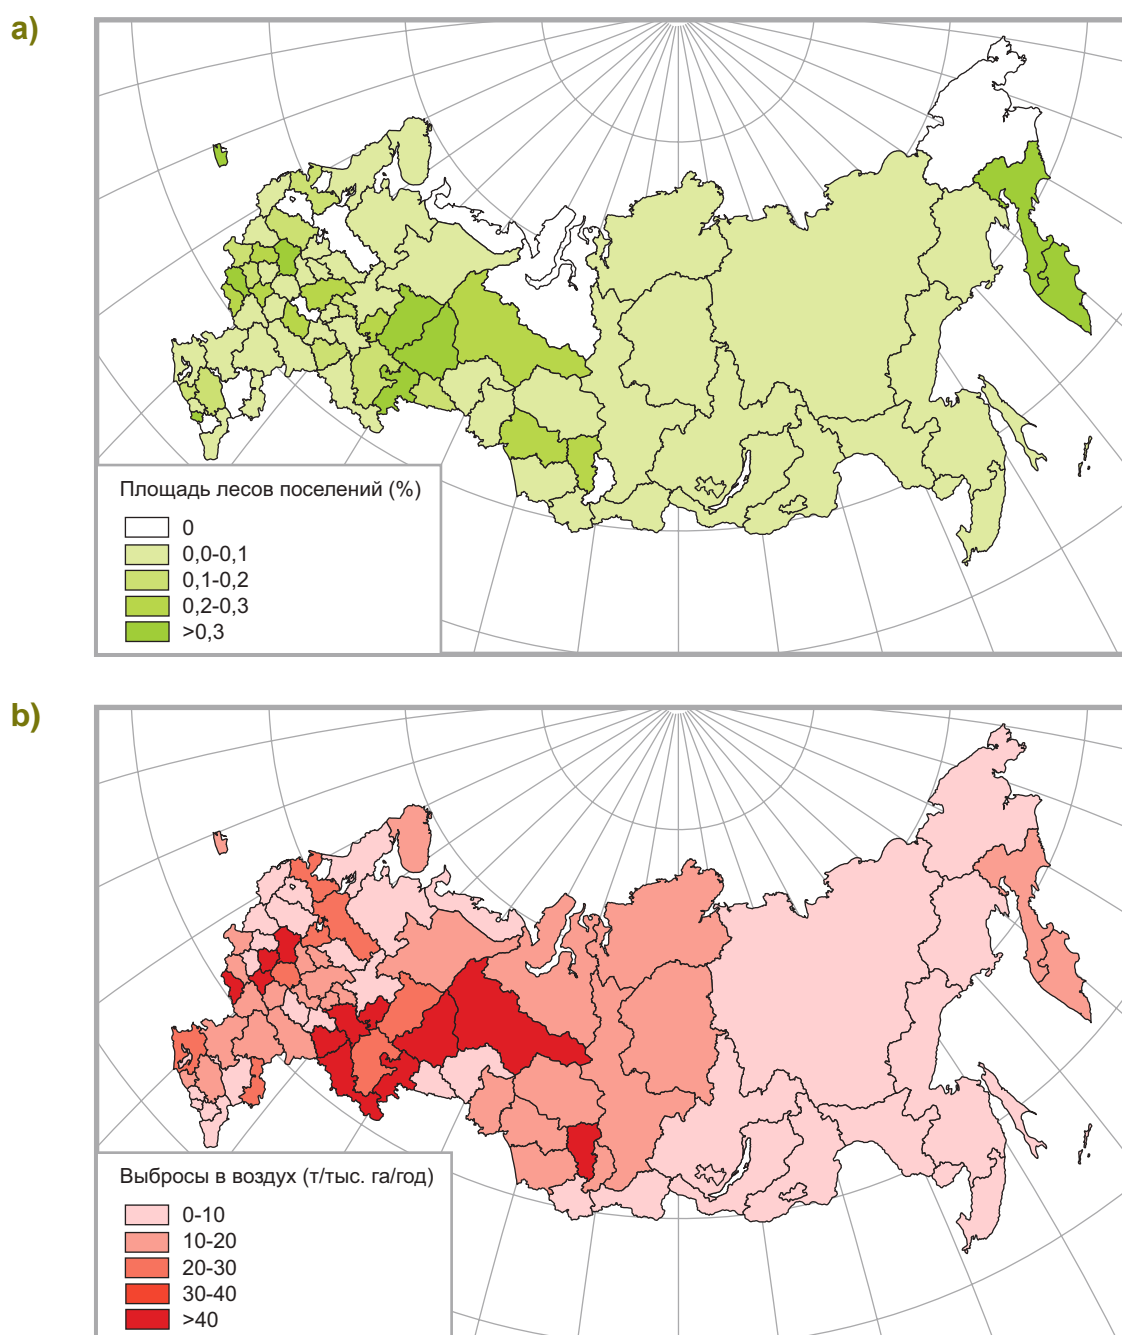 a)
Площадь лесов поселений (%)
0
0,0-0,1
0,1-0,2
0,2-0,3
>0,3
b)
Выбросы в воздух (т/тыс. га/год)
0-10
10-20
20-30
30-40
>40